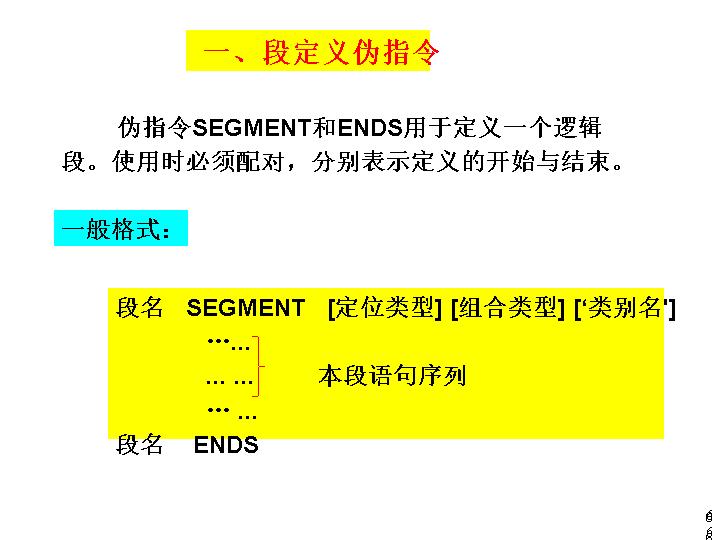 一、段定义伪指令
伪指令SEGMENT和ENDS用于定义一个逻辑
段。使用时必须配对，分别表示定义的开始与结束。
一般格式：
段名 SEGMENT [定位类型] [组合类型] [‘类别名']
…...
... ... 本段语句序列
… ...
段名 ENDS